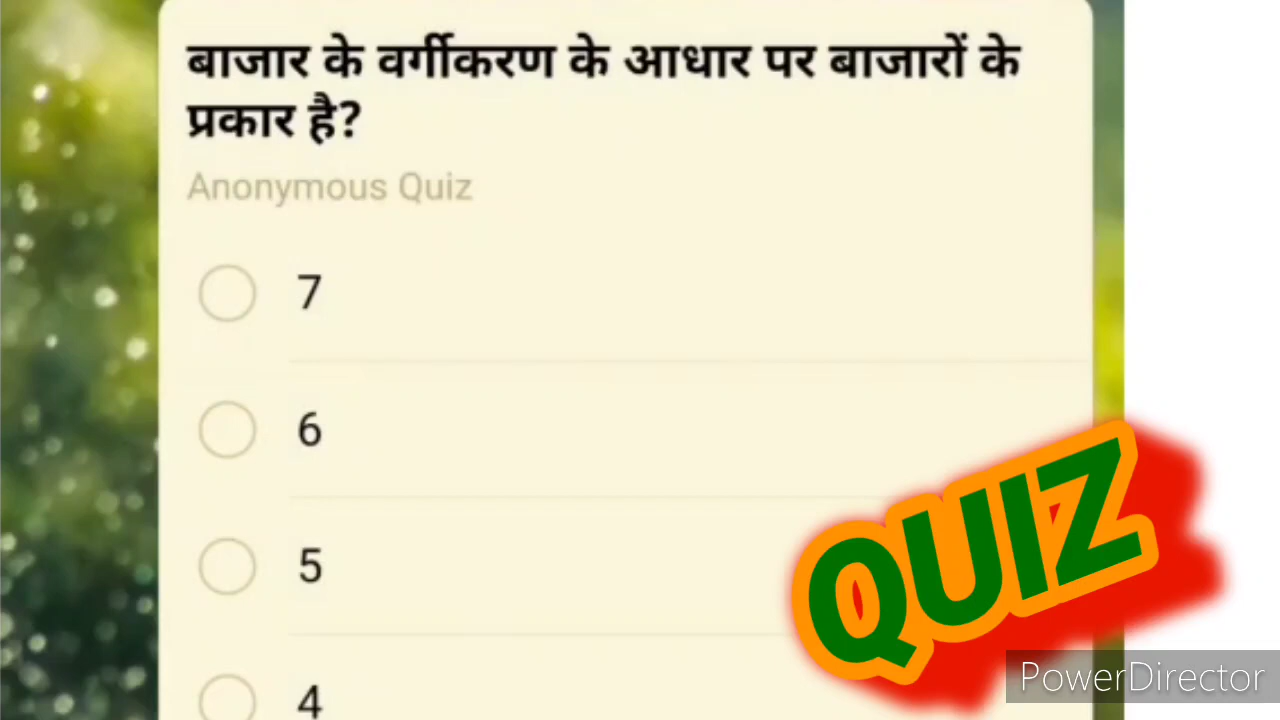 बाजार के वर्गीकरण के आधार पर बाजारों के
प्रकार है?
Anonymous Quiz
7
6
5
4
QUIZ
PowerDirector